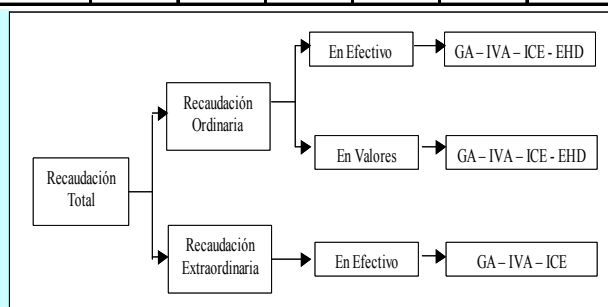 En Efectivo
GA – IVA – ICE - EHD
Recaudación
Ordinaria
En Valores
GA – IVA – ICE - EHD
Recaudación
Total
Recaudación
Extraordinaria
En Efectivo
GA – IVA – ICE